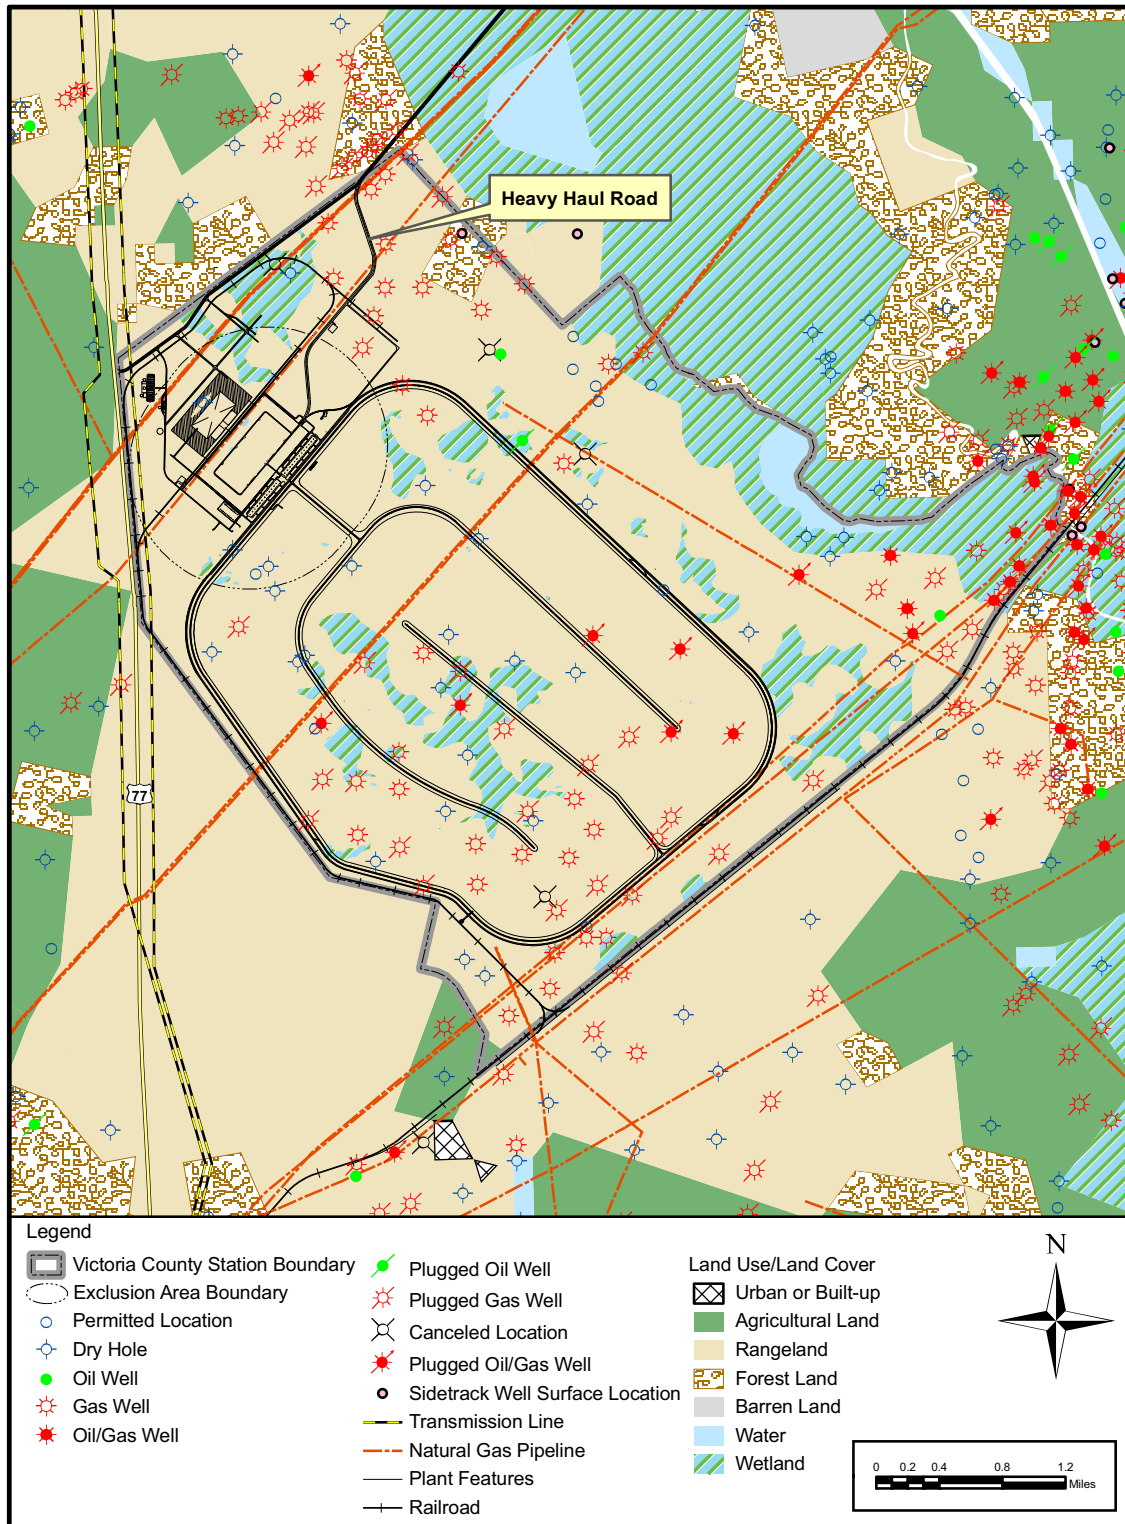 Heavy Haul Road
77
Legend
Victoria County Station Boundary
Exclusion Area Boundary
Permitted Location
Dry Hole
Oil Well
Gas Well
Oil/Gas Well
Plugged Oil Well
Plugged Gas Well
Canceled Location
Plugged Oil/Gas Well
Sidetrack Well Surface Location
Transmission Line
Natural Gas Pipeline
Plant Features
Railroad
Land Use/Land Cover
Urban or Built-up
Agricultural Land
Rangeland
Forest Land
Barren Land
Water
Wetland
N
0 0.2 0.4 0.8 1.2
Miles